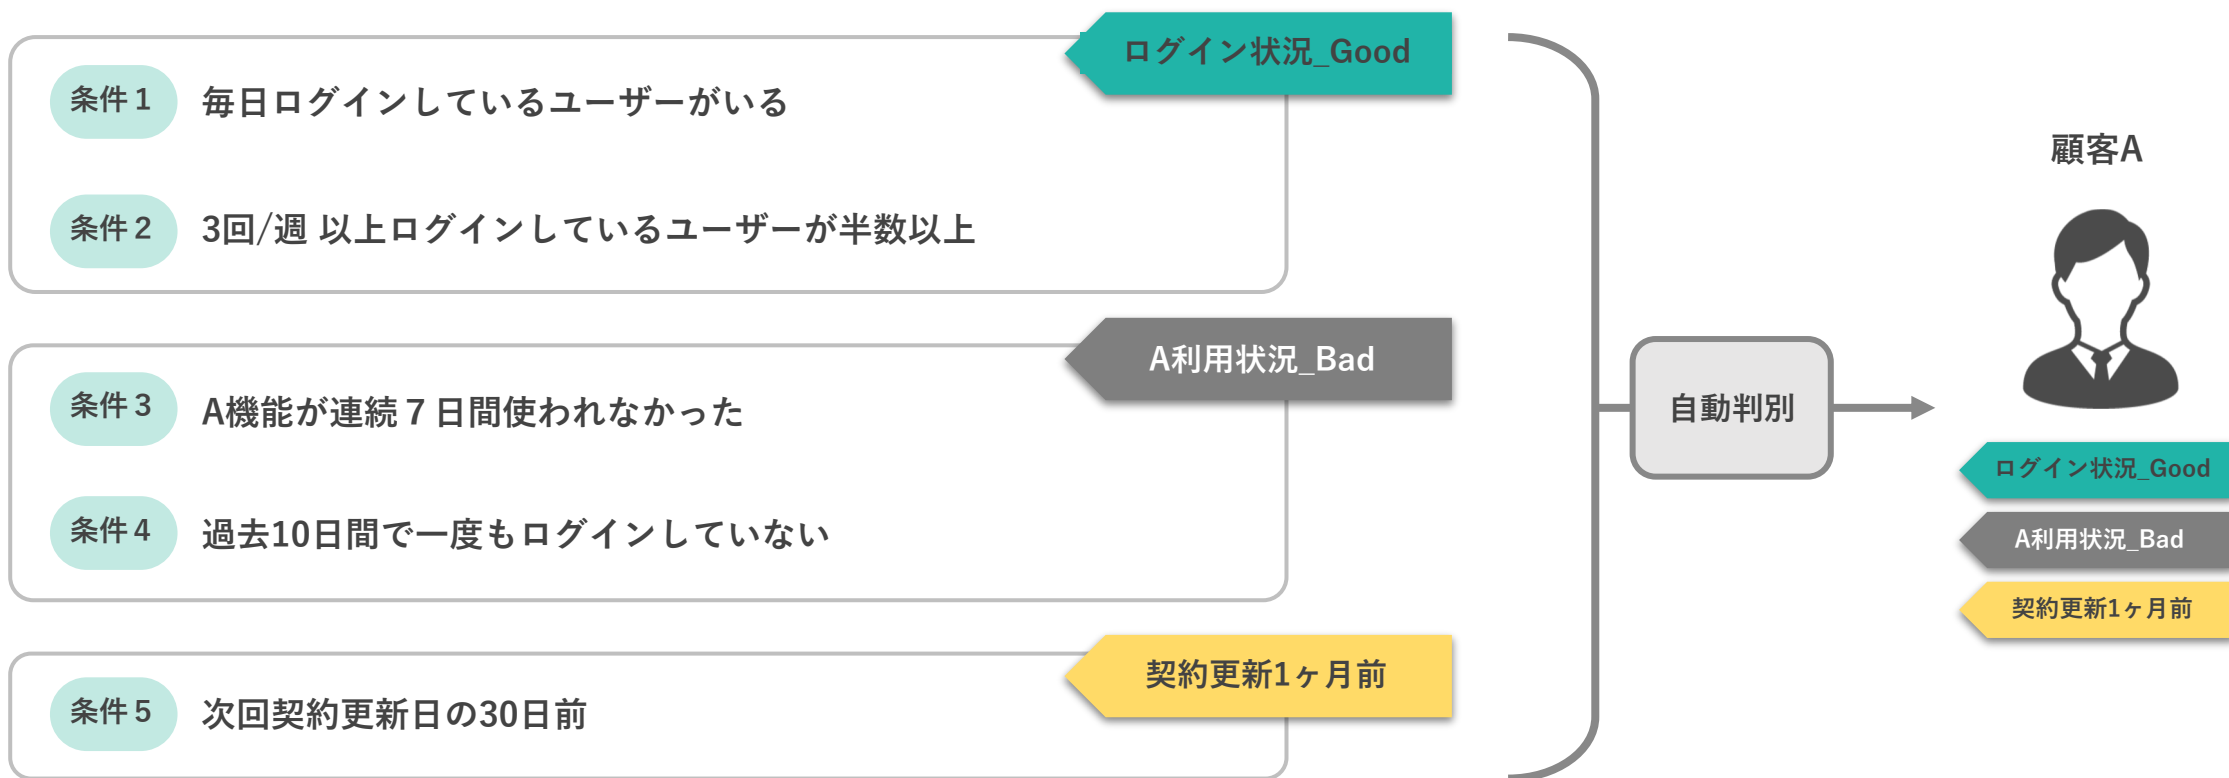 ログイン状況_Good
条件１ 毎日ログインしているユーザーがいる
条件２ 3回/週 以上ログインしているユーザーが半数以上
A利用状況_Bad
条件３ A機能が連続７日間使われなかった
条件４ 過去10日間で一度もログインしていない
契約更新1ヶ月前
条件５ 次回契約更新日の30日前
自動判別
顧客A
ログイン状況_Good
A利用状況_Bad
契約更新1ヶ月前